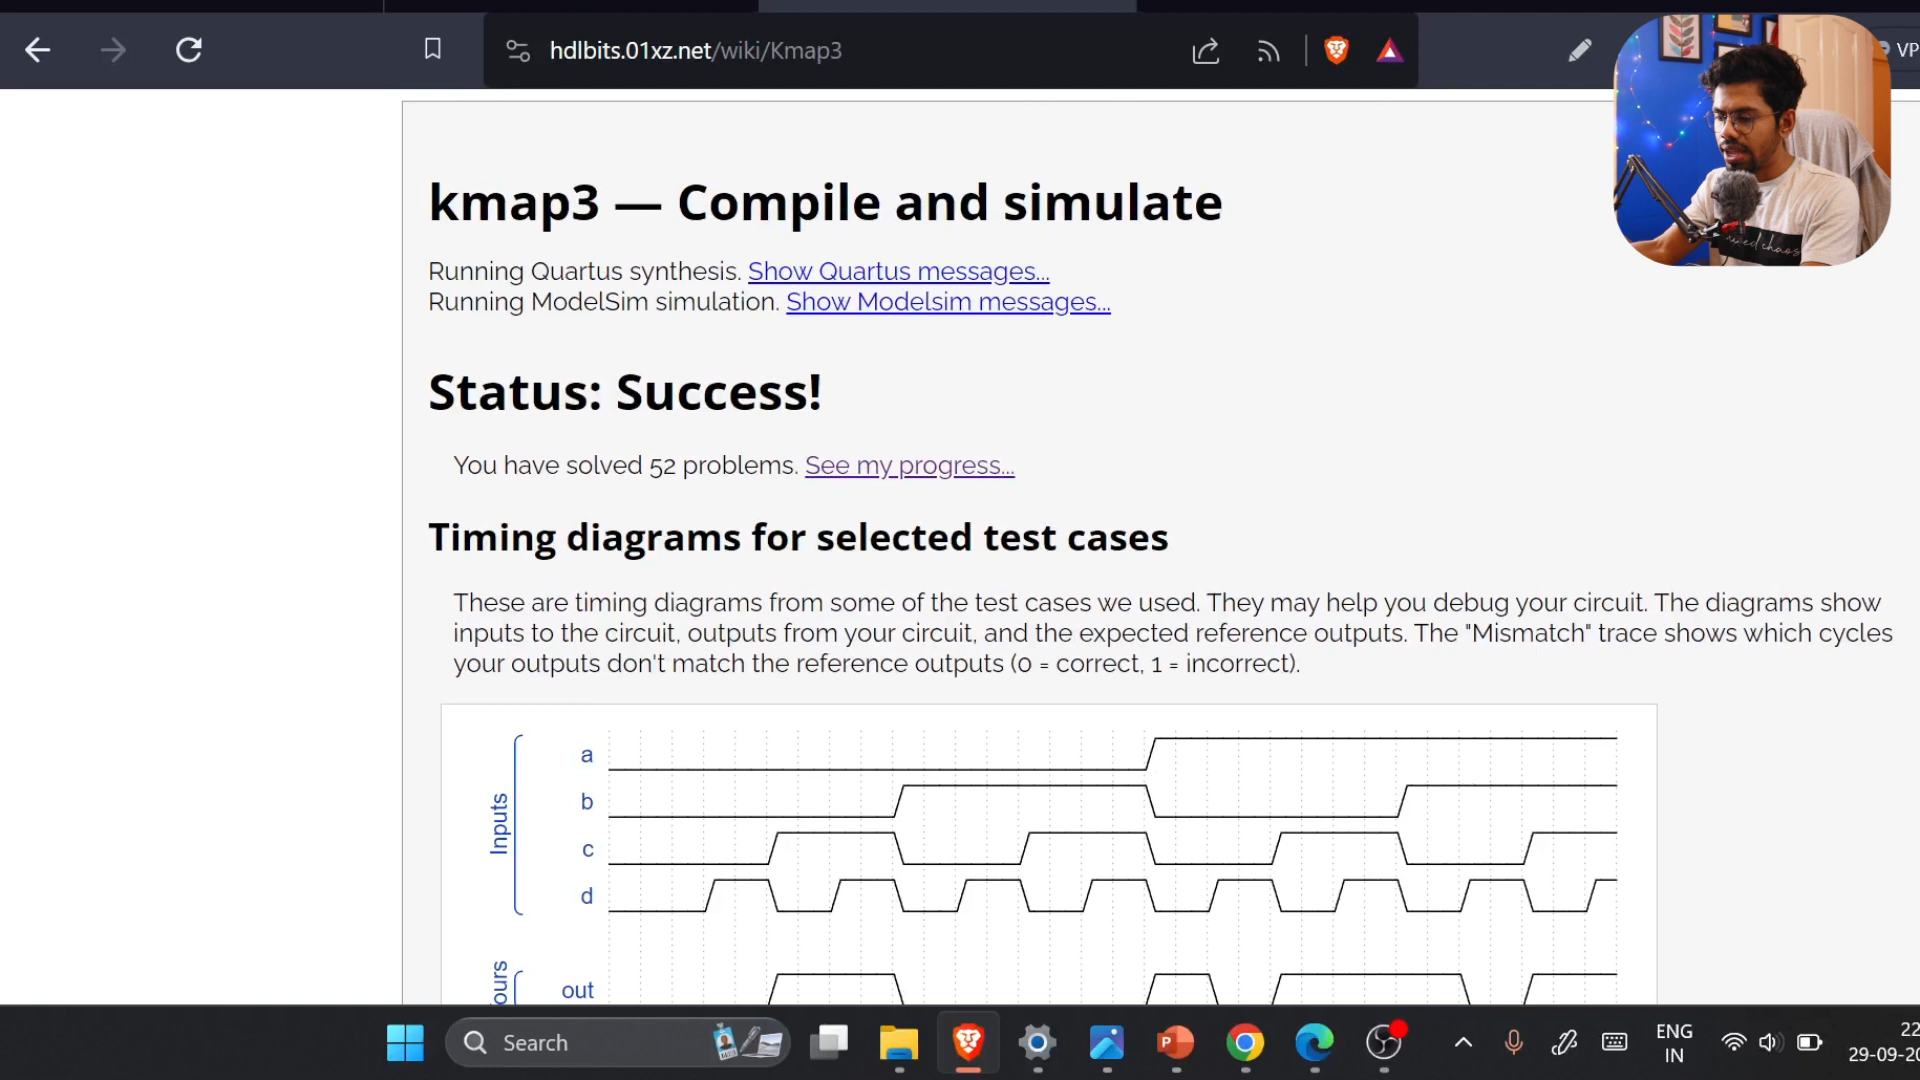 hdlbits.01xz.net/wiki/Kmap3
VP
kmap3 — Compile and simulate
Running Quartus synthesis. Show Quartus messages...
Running ModelSim simulation. Show Modelsim messages...
Status: Success!
You have solved 52 problems. See my progress...
Timing diagrams for selected test cases
These are timing diagrams from some of the test cases we used. They may help you debug your circuit. The diagrams show
inputs to the circuit, outputs from your circuit, and the expected reference outputs. The "Mismatch" trace shows which cycles
your outputs don't match the reference outputs (0 = correct, 1 = incorrect).
Inputs
a
b
c
d
ours
out
Search
ENG
IN
22
29-09-20